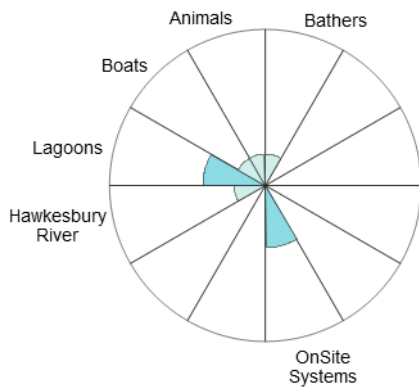 Animals
Bathers
Boats
Lagoons
Hawkesbury
River
OnSite
Systems